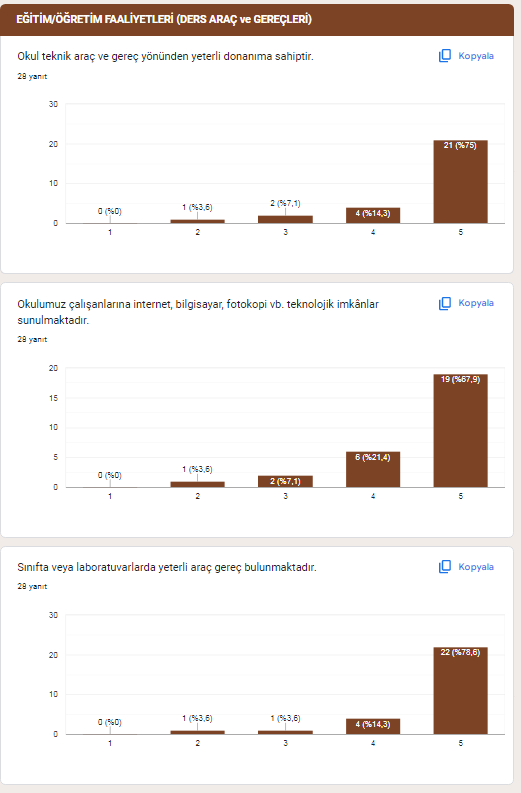 EĞİTİM/ÖĞRETİM FAALİYETLERİ (DERS ARAÇ ve GEREÇLERİ)
Okul teknik araç ve gereç yönünden yeterli donanıma sahiptir.
Kopyala
28 yanıt
30
20
10
0
0 (%0)
1 (%3,6)
2 (%7,1)
4 (%14,3)
21 (%75)
1 2 3 4 5
Okulumuz çalışanlarına internet, bilgisayar, fotokopi vb. teknolojik imkânlar
sunulmaktadır.
Kopyala
28 yanıt
20
15
10
5
0
0 (%0)
1 (%3,6)
2 (%7,1)
6 (%21,4)
19 (%67,9)
1 2 3 4 5
Sınıfta veya laboratuvarlarda yeterli araç gereç bulunmaktadır.
Kopyala
28 yanıt
30
20
10
0
0 (%0)
1 (%3,6)
1 (%3,6)
4 (%14,3)
22 (%78,6)
1 2 3 4 5